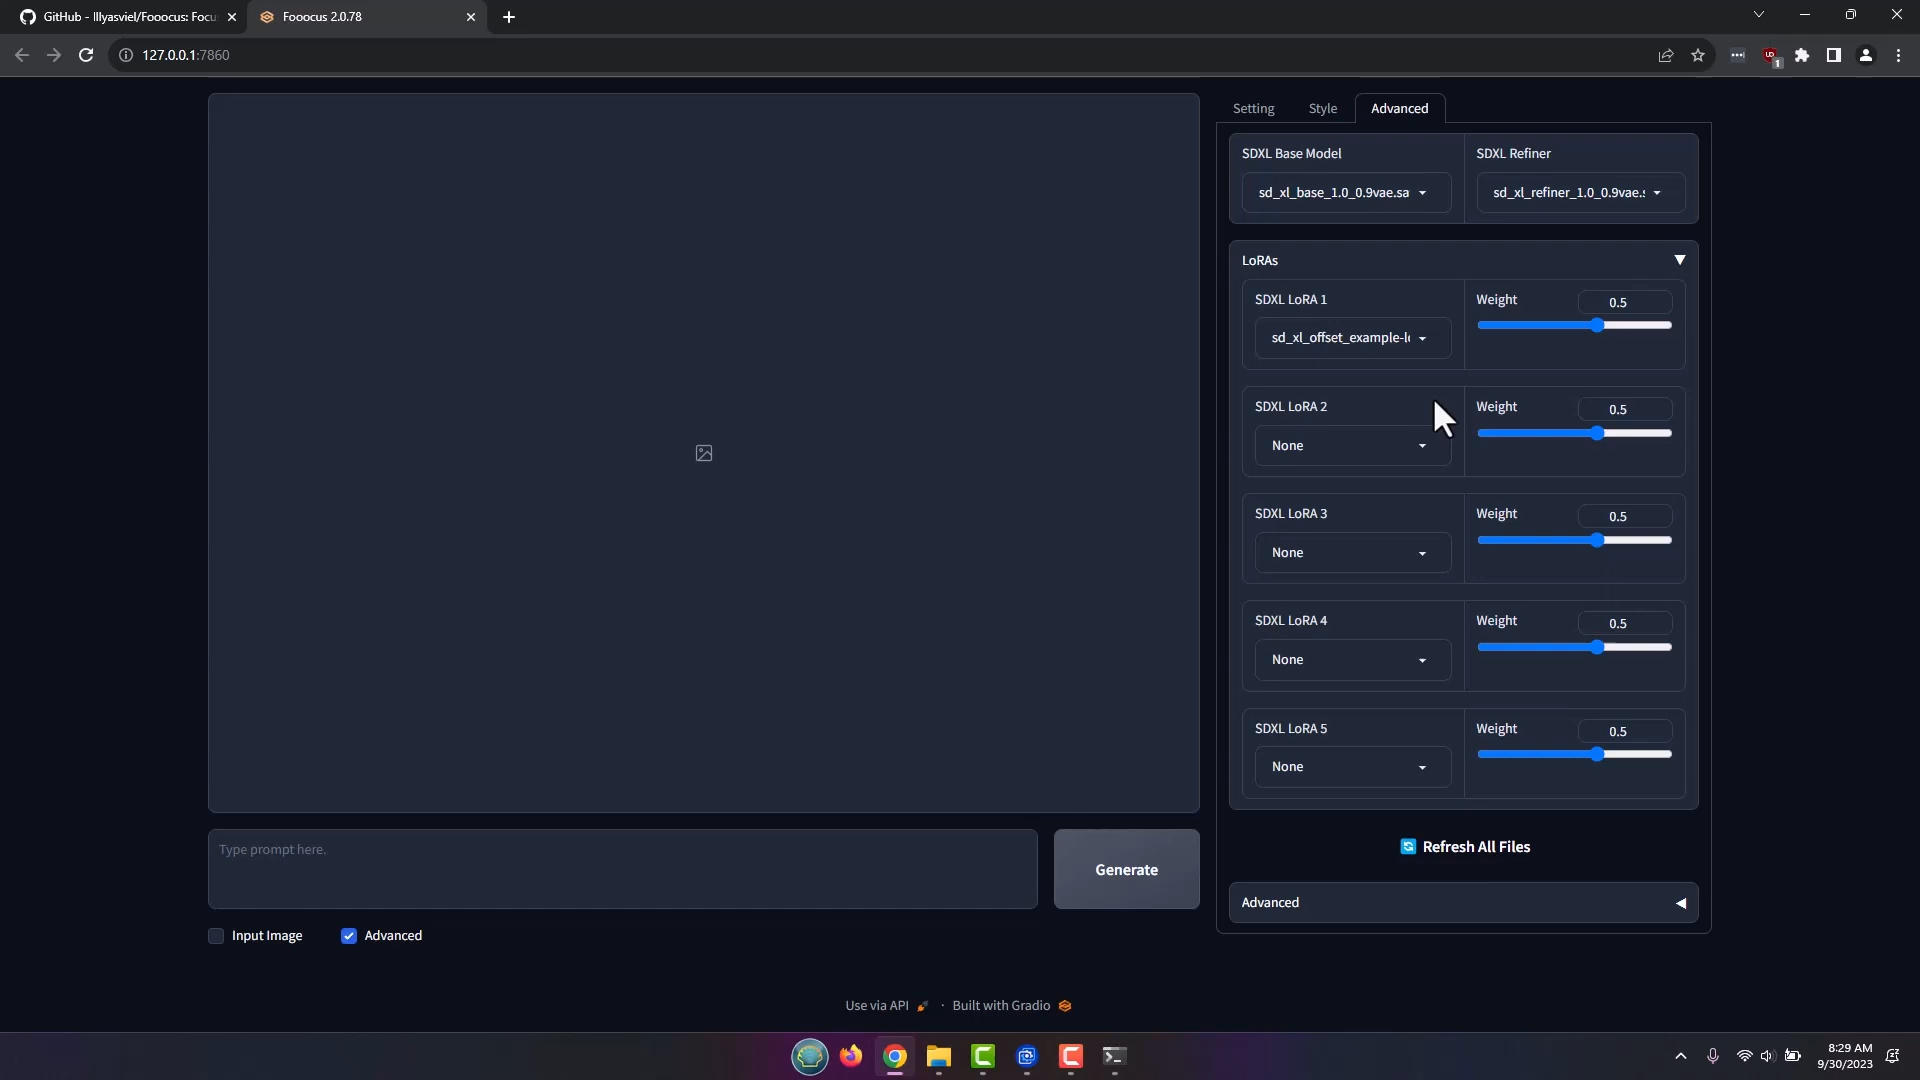 GitHub - lllyasviel/Fooocus: Focu
Fooocus 2.0.78
127.0.0.1:7860
1
Setting
Style
Advanced
SDXL Base Model
SDXL Refiner
sd_xl_base_1.0_0.9vae.sa
sd_xl_refiner_1.0_0.9vae.s
LoRAs
SDXL LoRA 1
Weight
0.5
sd_xl_offset_example-lo
SDXL LoRA 2
Weight
0.5
None
SDXL LoRA 3
Weight
0.5
None
SDXL LoRA 4
Weight
0.5
None
SDXL LoRA 5
Weight
0.5
None
Type prompt here.
Generate
Refresh All Files
Advanced
Input Image
Advanced
Use via API
·
Built with Gradio
8:29 AM
9/30/2023